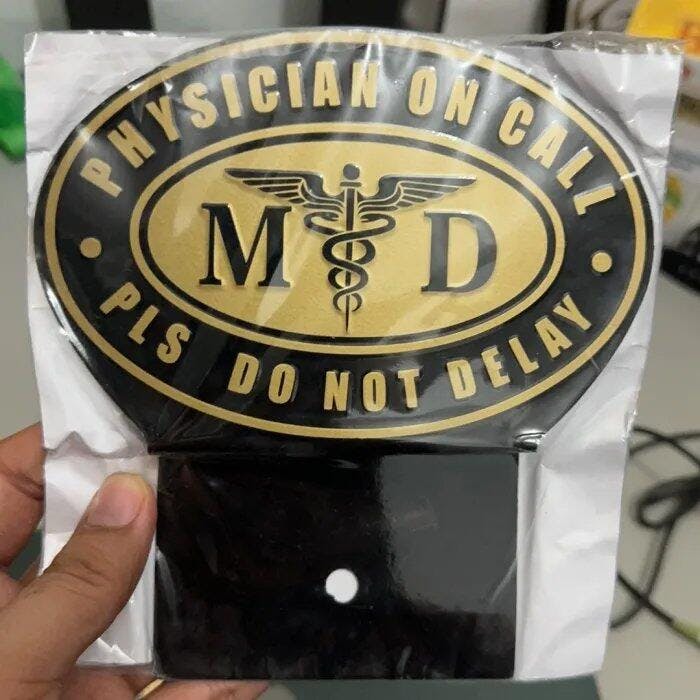 PHYSICIAN ON CALL
M D
PLS DO NOT DELAY